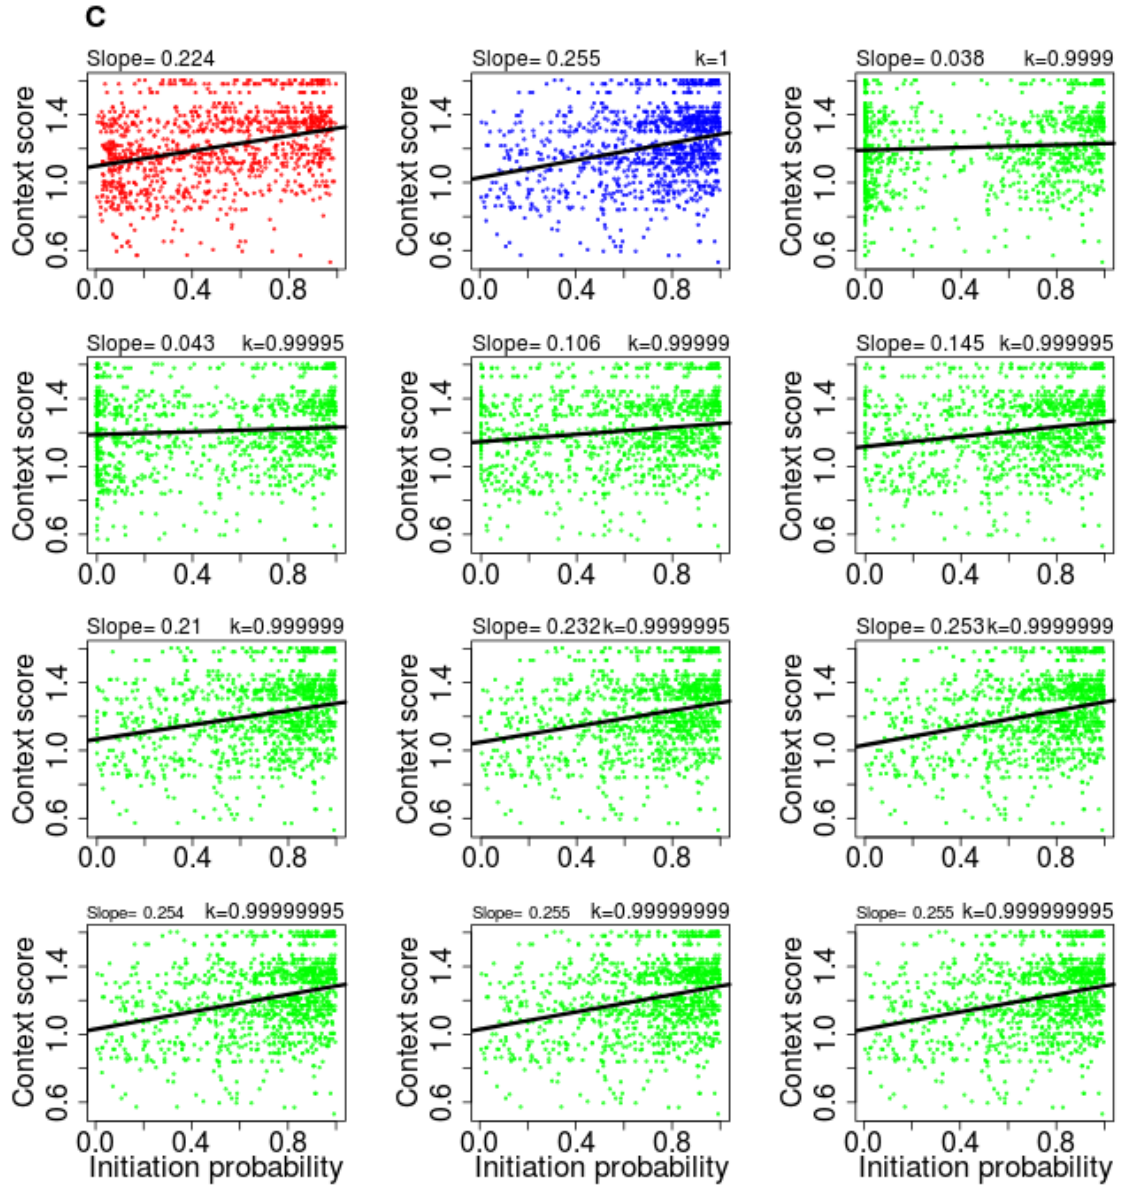 C
Slope= 0.224
Slope= 0.255 k=1
Slope= 0.038 k=0.9999
Context score
0.6 1.0 1.4
0.0 0.4 0.8
Context score
0.6 1.0 1.4
0.0 0.4 0.8
Context score
0.6 1.0 1.4
0.0 0.4 0.8
Slope= 0.043 k=0.99995
Slope= 0.106 k=0.99999
Slope= 0.145 k=0.999995
Context score
0.6 1.0 1.4
0.0 0.4 0.8
Context score
0.6 1.0 1.4
0.0 0.4 0.8
Context score
0.6 1.0 1.4
0.0 0.4 0.8
Slope= 0.21 k=0.999999
Slope= 0.232 k=0.9999995
Slope= 0.253 k=0.9999999
Context score
0.6 1.0 1.4
0.0 0.4 0.8
Context score
0.6 1.0 1.4
0.0 0.4 0.8
Context score
0.6 1.0 1.4
0.0 0.4 0.8
Slope= 0.254 k=0.99999995
Slope= 0.255 k=0.99999999
Slope= 0.255 k=0.999999995
Context score
0.6 1.0 1.4
0.0 0.4 0.8
Initiation probability
Context score
0.6 1.0 1.4
0.0 0.4 0.8
Initiation probability
Context score
0.6 1.0 1.4
0.0 0.4 0.8
Initiation probability